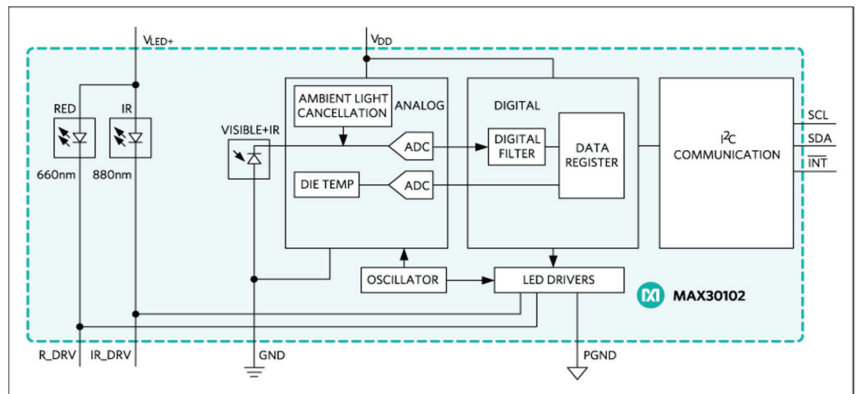 VLED+
VDD
RED
IR
660nm
880nm
VISIBLE+IR
AMBIENT LIGHT
CANCELLATION
ANALOG
ADC
DIE TEMP
ADC
DIGITAL
DIGITAL
FILTER
DATA
REGISTER
I²C
COMMUNICATION
SCL
SDA
INT
OSCILLATOR
LED DRIVERS
MAX30102
R_DRV
IR_DRV
GND
PGND